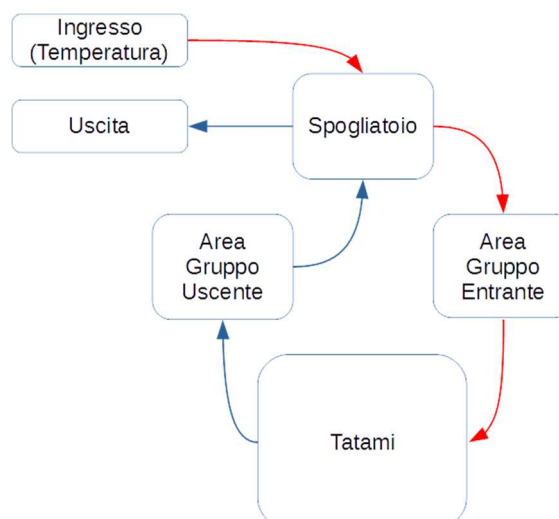 Ingresso
(Temperatura)
Uscita
Spogliatoio
Area
Gruppo
Uscente
Area
Gruppo
Entrante
Tatami